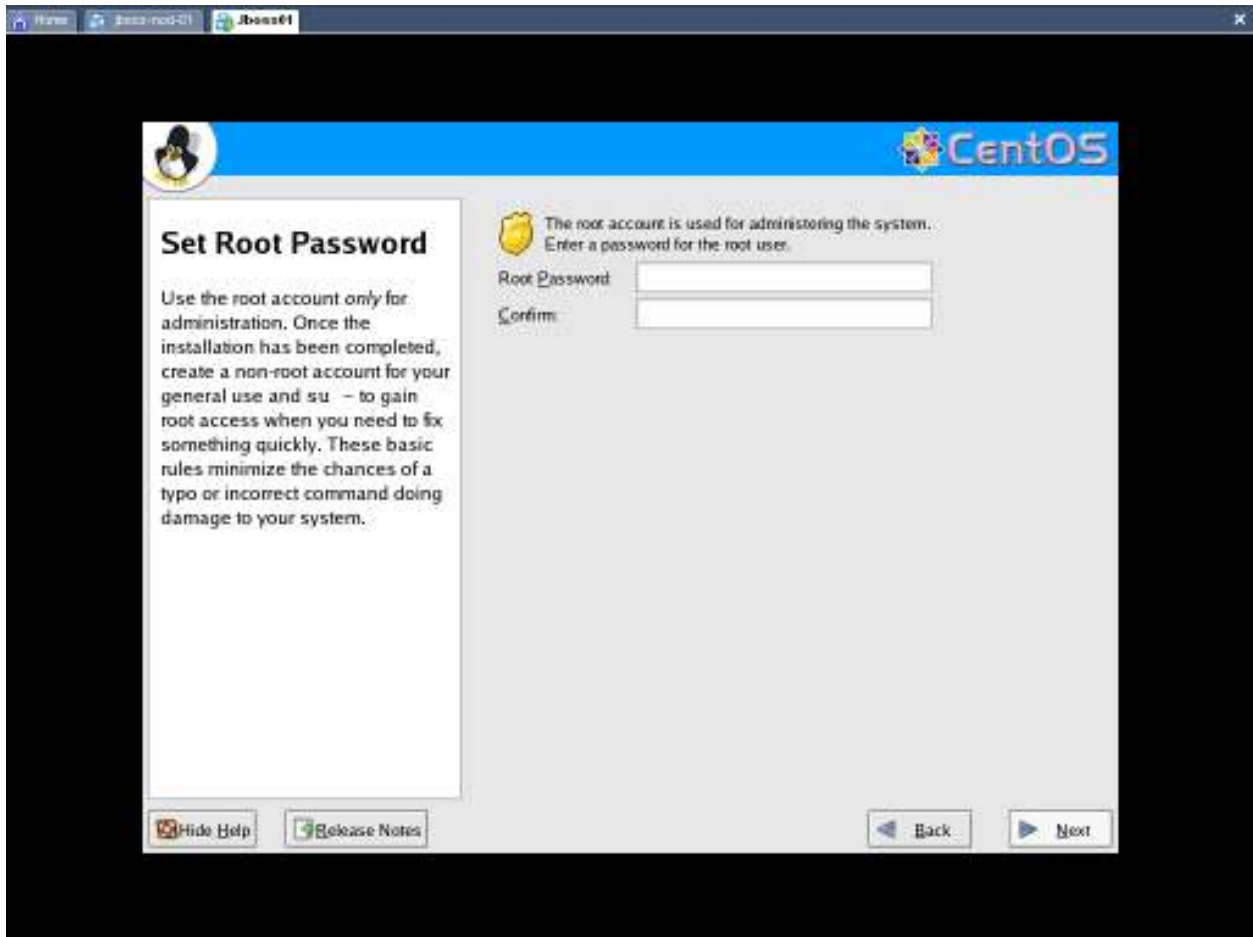 Home
Jboss01
CentOS
Set Root Password
Use the root account only for
administration. Once the
installation has been completed,
create a non-root account for your
general use and su - to gain
root access when you need to fix
something quickly. These basic
rules minimize the chances of a
typo or incorrect command doing
damage to your system.
The root account is used for administering the system.
Enter a password for the root user.
Root Password
Confirm:
Hide Help
Release Notes
Back
Next